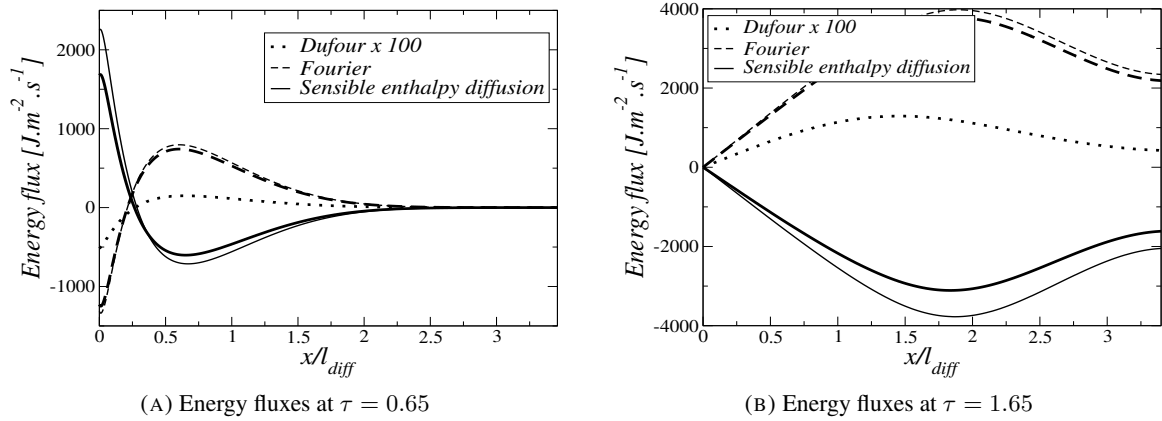 2000
1000
0
-1000
Energy flux [J.m-2.s-1]
Dufour x 100
Fourier
Sensible enthalpy diffusion
0 0.5 1 1.5 2 2.5 3
x/l_diff
(A) Energy fluxes at τ = 0.65
4000
2000
0
-2000
-4000
Energy flux [J.m-2.s-1]
Dufour x 100
Fourier
Sensible enthalpy diffusion
0 0.5 1 1.5 2 2.5 3
x/l_diff
(B) Energy fluxes at τ = 1.65